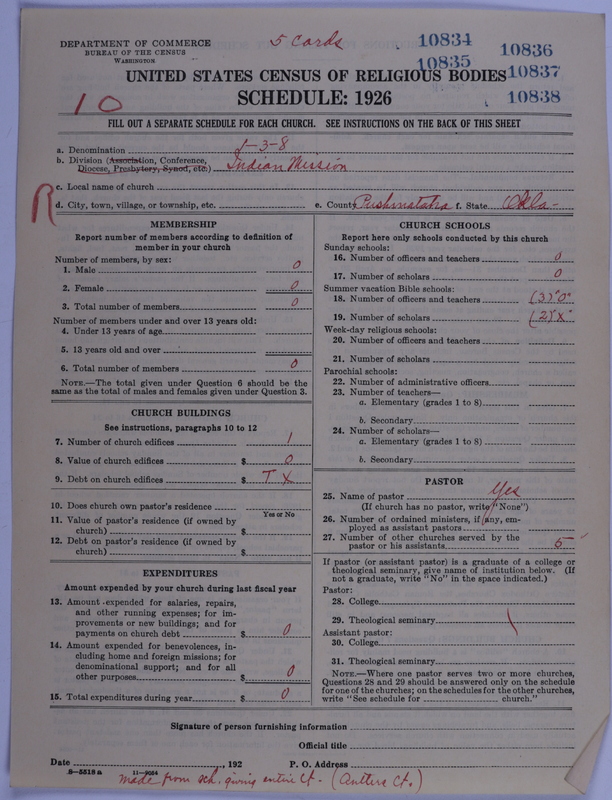 DEPARTMENT OF COMMERCE
BUREAU OF THE CENSUS
WASHINGTON
5 Cards
10834
10835
10836
10837
10838
UNITED STATES CENSUS OF RELIGIOUS BODIES
10
SCHEDULE: 1926
FILL OUT A SEPARATE SCHEDULE FOR EACH CHURCH. SEE INSTRUCTIONS ON THE BACK OF THIS SHEET
a. Denomination 1-3-8
b. Division (Association, Conference, Diocese, Presbytery, Synod, etc.) Indian Mission
c. Local name of church
R
d. City, town, village, or township, etc. e. County Pushmataha f. State Okla-
MEMBERSHIP
Report number of members according to definition of
member in your church
Number of members, by sex:
1. Male 0
2. Female 0
3. Total number of members 0
Number of members under and over 13 years old:
4. Under 13 years of age
5. 13 years old and over
6. Total number of members 0
NOTE.—The total given under Question 6 should be the
same as the total of males and females given under Question 3.
CHURCH BUILDINGS
See instructions, paragraphs 10 to 12
7. Number of church edifices 1
8. Value of church edifices $ 0
9. Debt on church edifices $ T X
10. Does church own pastor's residence
Yes or No
11. Value of pastor's residence (if owned by
church) $
12. Debt on pastor's residence (if owned by
church) $
EXPENDITURES
Amount expended by your church during last fiscal year
13. Amount expended for salaries, repairs,
and other running expenses; for im-
provements or new buildings; and for
payments on church debt $ 0
14. Amount expended for benevolences, in-
cluding home and foreign missions; for
denominational support; and for all
other purposes $ 0
15. Total expenditures during year $ 0
CHURCH SCHOOLS
Report here only schools conducted by this church
Sunday schools:
16. Number of officers and teachers 0
17. Number of scholars 0
Summer vacation Bible schools:
18. Number of officers and teachers (3) "0"
19. Number of scholars (2) "X"
Week-day religious schools:
20. Number of officers and teachers
21. Number of scholars
Parochial schools:
22. Number of administrative officers
23. Number of teachers—
a. Elementary (grades 1 to 8)
b. Secondary
24. Number of scholars—
a. Elementary (grades 1 to 8)
b. Secondary
PASTOR
25. Name of pastor Yes
(If church has no pastor, write "None")
26. Number of ordained ministers, if any, em-
ployed as assistant pastors
27. Number of other churches served by the
pastor or his assistants 5
If pastor (or assistant pastor) is a graduate of a college or
theological seminary, give name of institution below. (If
not a graduate, write "No" in the space indicated.)
Pastor:
28. College
29. Theological seminary
Assistant pastor:
30. College
31. Theological seminary
NOTE.—Where one pastor serves two or more churches,
Questions 28 and 29 should be answered only on the schedule
for one of the churches; on the schedules for the other churches,
write "See schedule for church."
Signature of person furnishing information
Official title
Date , 192 P. O. Address
8-5518 a 11-9064
made from sch. giving entire Ct. (Antlers Ct.)